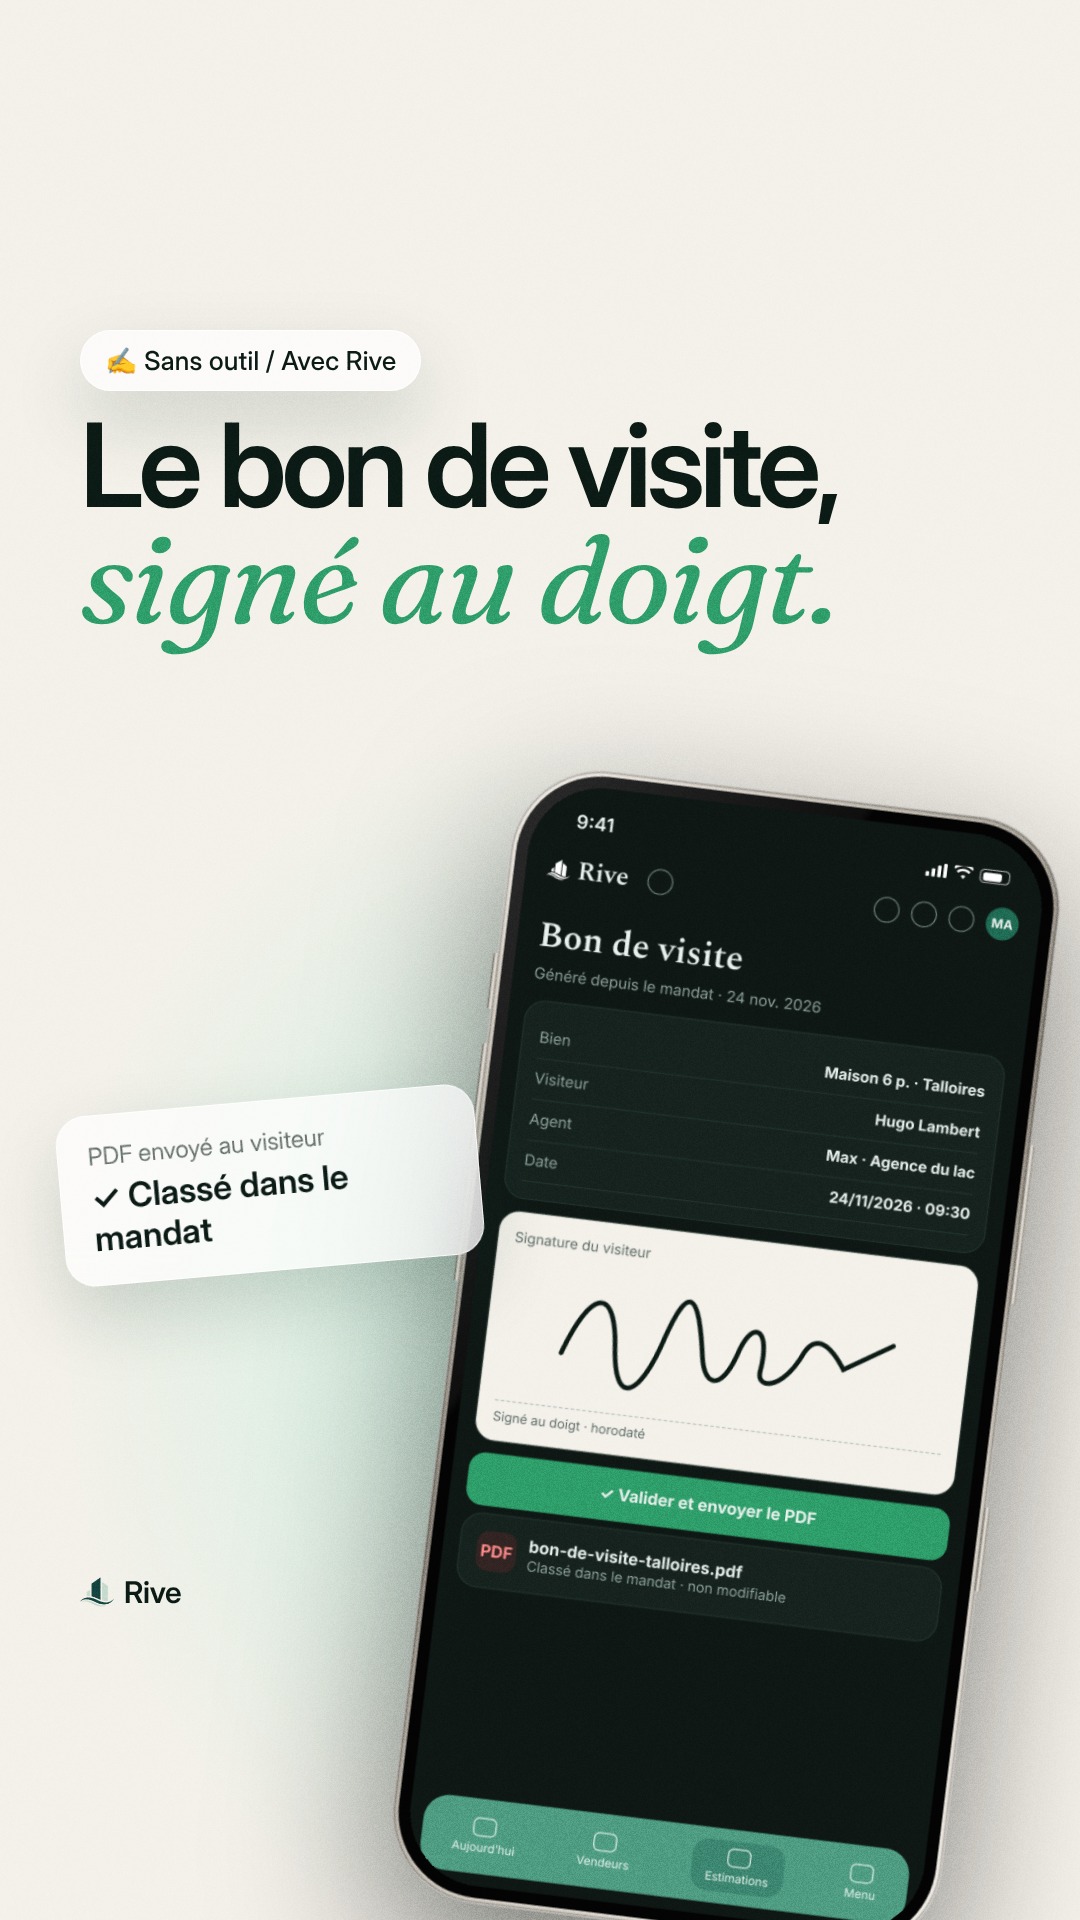 ✍️ Sans outil / Avec Rive
Le bon de visite,
signé au doigt.
9:41
Rive
MA
Bon de visite
Généré depuis le mandat · 24 nov. 2026
Bien
Maison 6 p. · Talloires
Visiteur
Hugo Lambert
Agent
Max · Agence du lac
Date
24/11/2026 · 09:30
PDF envoyé au visiteur
✓ Classé dans le
mandat
Signature du visiteur
Signé au doigt · horodaté
✓ Valider et envoyer le PDF
PDF
bon-de-visite-talloires.pdf
Classé dans le mandat · non modifiable
Rive
Aujourd'hui
Vendeurs
Estimations
Menu